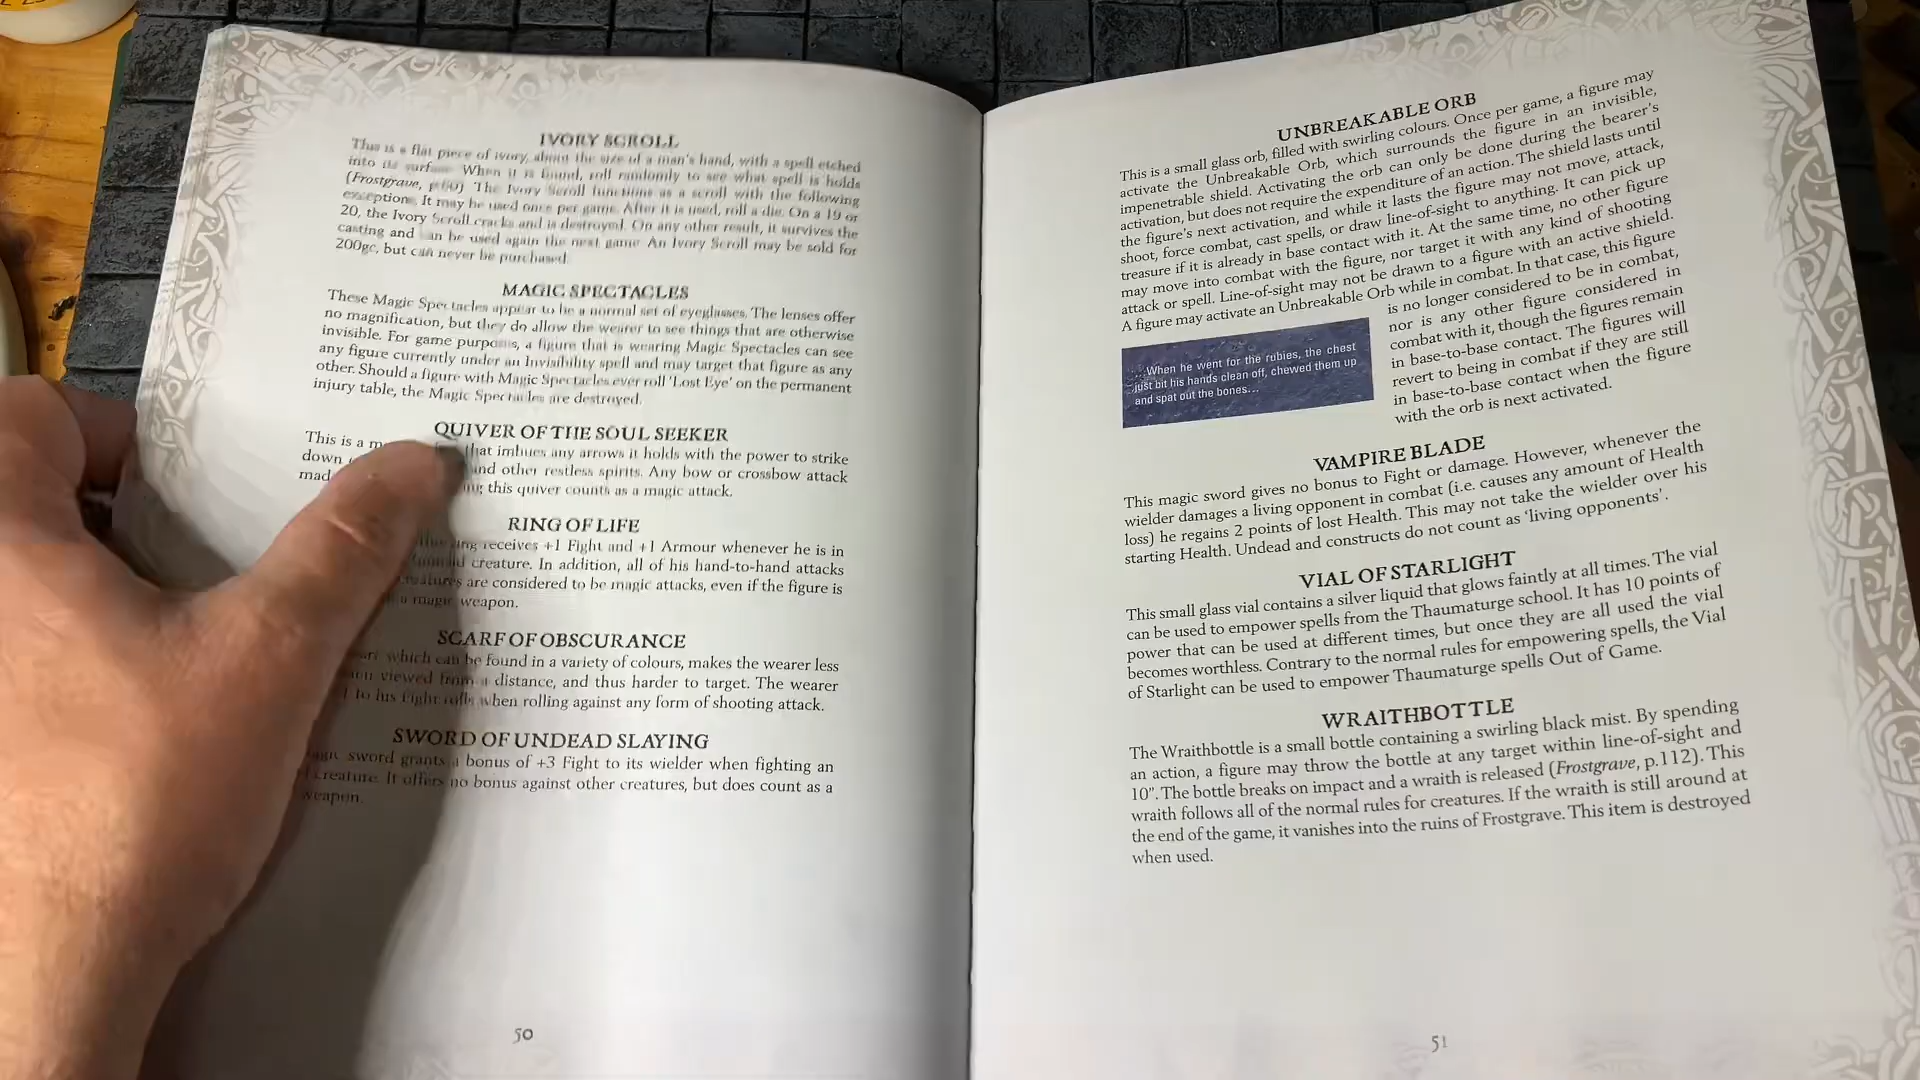 IVORY SCROLL
This is a flat piece of ivory, about the size of a man's hand, with a spell etched
into its surface. When it is found, roll randomly to see what spell is holds
(Frostgrave, p.60) The Ivory Scroll functions as a scroll with the following
exceptions. It may be used once per game. After it is used, roll a die. On a 19 or
20, the Ivory Scroll cracks and is destroyed. On any other result, it survives the
casting and can be used again the next game. An Ivory Scroll may be sold for
200gc, but can never be purchased.
MAGIC SPECTACLES
These Magic Spectacles appear to be a normal set of eyeglasses. The lenses offer
no magnification, but they do allow the wearer to see things that are otherwise
invisible. For game purposes, a figure that is wearing Magic Spectacles can see
any figure currently under an Invisibility spell and may target that figure as any
other. Should a figure with Magic Spectacles ever roll 'Lost Eye' on the permanent
injury table, the Magic Spectacles are destroyed.
QUIVER OF THE SOUL SEEKER
This is a that imbues any arrows it holds with the power to strike
down and other restless spirits. Any bow or crossbow attack
this quiver counts as a magic attack.
RING OF LIFE
ring receives +1 Fight and +1 Armour whenever he is in
creature. In addition, all of his hand-to-hand attacks
creatures are considered to be magic attacks, even if the figure is
a magic weapon.
SCARF OF OBSCURANCE
which can be found in a variety of colours, makes the wearer less
viewed from a distance, and thus harder to target. The wearer
to his Fight rolls when rolling against any form of shooting attack.
SWORD OF UNDEAD SLAYING
sword grants a bonus of +3 Fight to its wielder when fighting an
creature. It offers no bonus against other creatures, but does count as a
weapon.
50
UNBREAKABLE ORB
This is a small glass orb, filled with swirling colours. Once per game, a figure may
activate the Unbreakable Orb, which surrounds the figure in an invisible,
impenetrable shield. Activating the orb can only be done during the bearer's
activation, but does not require the expenditure of an action. The shield lasts until
the figure's next activation, and while it lasts the figure may not move, attack,
shoot, force combat, cast spells, or draw line-of-sight to anything. It can pick up
treasure if it is already in base contact with it. At the same time, no other figure
may move into combat with the figure, nor target it with any kind of shooting
attack or spell. Line-of-sight may not be drawn to a figure with an active shield.
A figure may activate an Unbreakable Orb while in combat. In that case, this figure
is no longer considered to be in combat,
nor is any other figure considered in
combat with it, though the figures remain
in base-to-base contact. The figures will
revert to being in combat if they are still
in base-to-base contact when the figure
with the orb is next activated.
...When he went for the rubies, the chest
just bit his hands clean off, chewed them up
and spat out the bones...
VAMPIRE BLADE
This magic sword gives no bonus to Fight or damage. However, whenever the
wielder damages a living opponent in combat (i.e. causes any amount of Health
loss) he regains 2 points of lost Health. This may not take the wielder over his
starting Health. Undead and constructs do not count as 'living opponents'.
VIAL OF STARLIGHT
This small glass vial contains a silver liquid that glows faintly at all times. The vial
can be used to empower spells from the Thaumaturge school. It has 10 points of
power that can be used at different times, but once they are all used the vial
becomes worthless. Contrary to the normal rules for empowering spells, the Vial
of Starlight can be used to empower Thaumaturge spells Out of Game.
WRAITHBOTTLE
The Wraithbottle is a small bottle containing a swirling black mist. By spending
an action, a figure may throw the bottle at any target within line-of-sight and
10". The bottle breaks on impact and a wraith is released (Frostgrave, p.112). This
wraith follows all of the normal rules for creatures. If the wraith is still around at
the end of the game, it vanishes into the ruins of Frostgrave. This item is destroyed
when used.
51